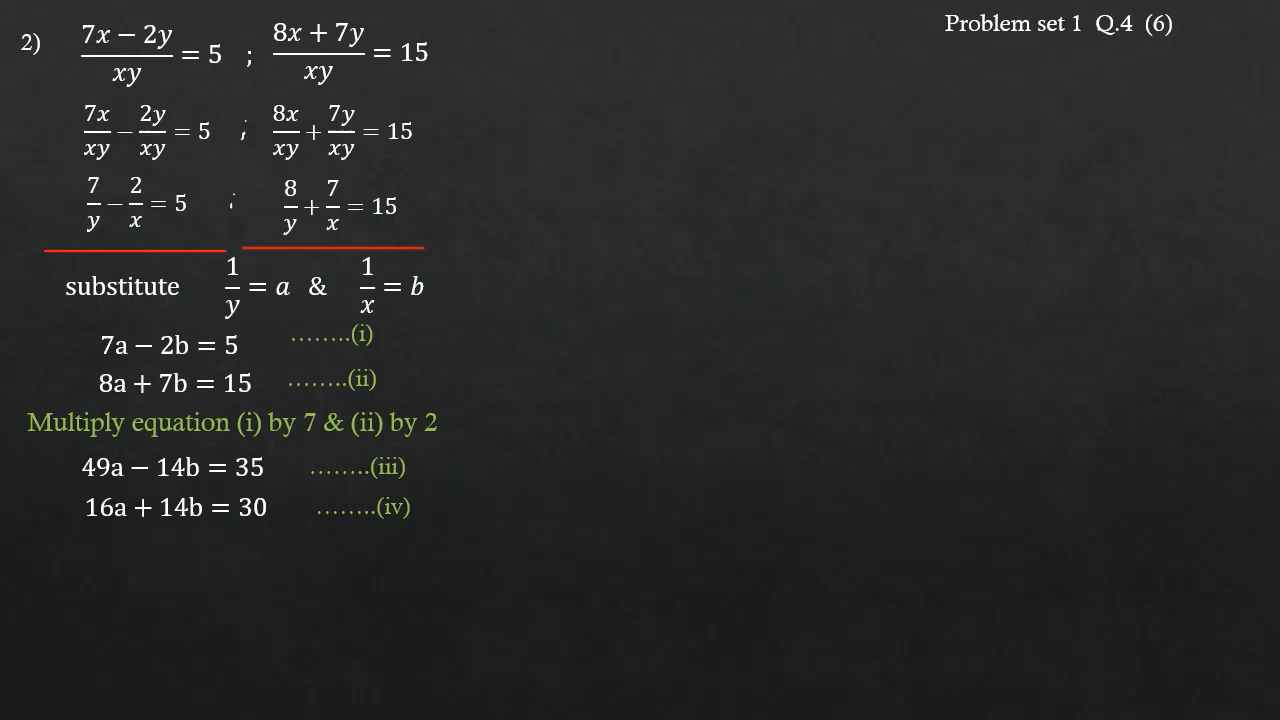 Problem set 1 Q.4 (6)
2) (7x − 2y)/xy = 5 ; (8x + 7y)/xy = 15
7x/xy − 2y/xy = 5 ; 8x/xy + 7y/xy = 15
7/y − 2/x = 5 ; 8/y + 7/x = 15
substitute 1/y = a & 1/x = b
7a − 2b = 5 ........(i)
8a + 7b = 15 ........(ii)
Multiply equation (i) by 7 & (ii) by 2
49a − 14b = 35 ........(iii)
16a + 14b = 30 ........(iv)